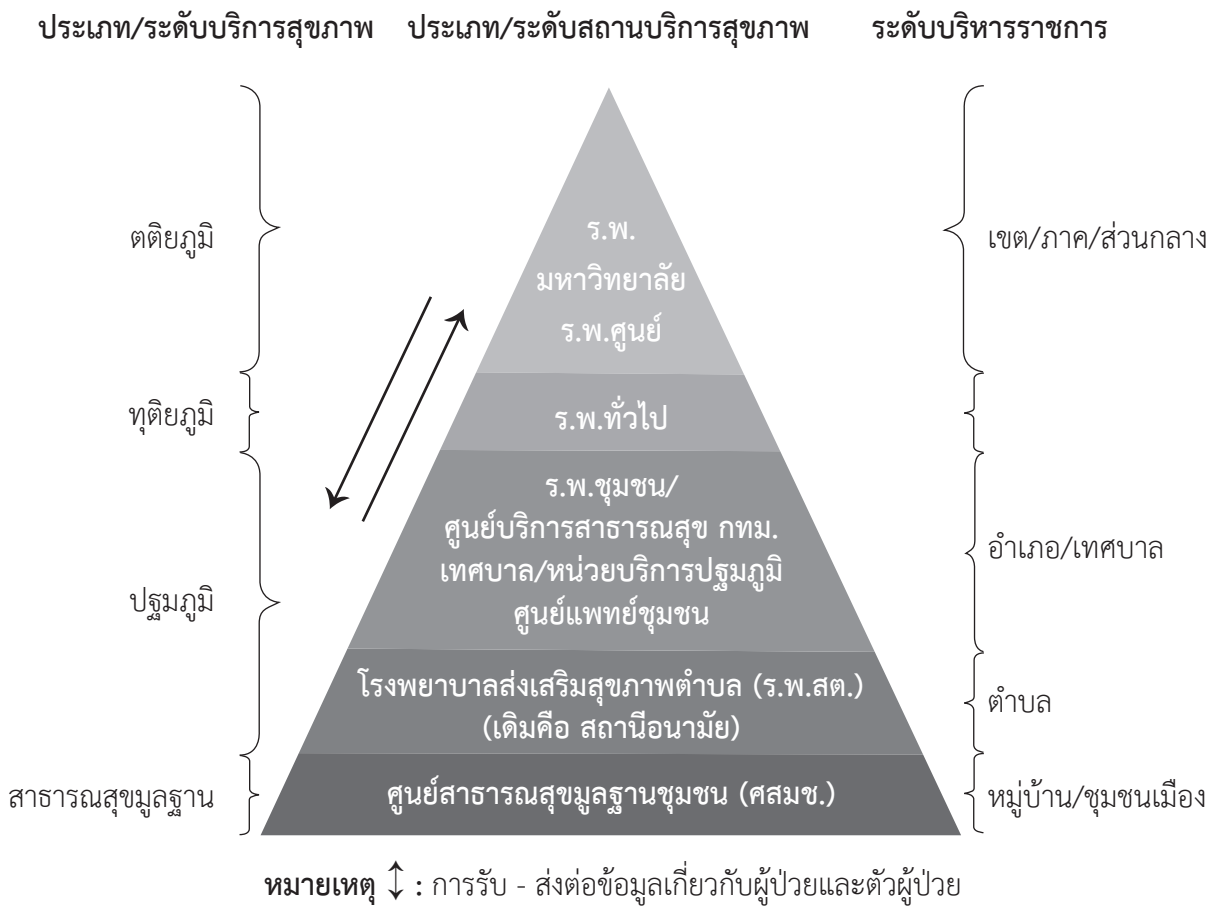 ประเภท/ระดับบริการสุขภาพ ประเภท/ระดับสถานบริการสุขภาพ ระดับบริหารราชการ
ตติยภูมิ
ร.พ.
มหาวิทยาลัย
ร.พ.ศูนย์
เขต/ภาค/ส่วนกลาง
ทุติยภูมิ
ร.พ.ทั่วไป
ปฐมภูมิ
ร.พ.ชุมชน/
ศูนย์บริการสาธารณสุข กทม.
เทศบาล/หน่วยบริการปฐมภูมิ
ศูนย์แพทย์ชุมชน
อำเภอ/เทศบาล
โรงพยาบาลส่งเสริมสุขภาพตำบล (ร.พ.สต.)
(เดิมคือ สถานีอนามัย)
ตำบล
สาธารณสุขมูลฐาน
ศูนย์สาธารณสุขมูลฐานชุมชน (ศสมช.)
หมู่บ้าน/ชุมชนเมือง
หมายเหตุ ↕ : การรับ - ส่งต่อข้อมูลเกี่ยวกับผู้ป่วยและตัวผู้ป่วย